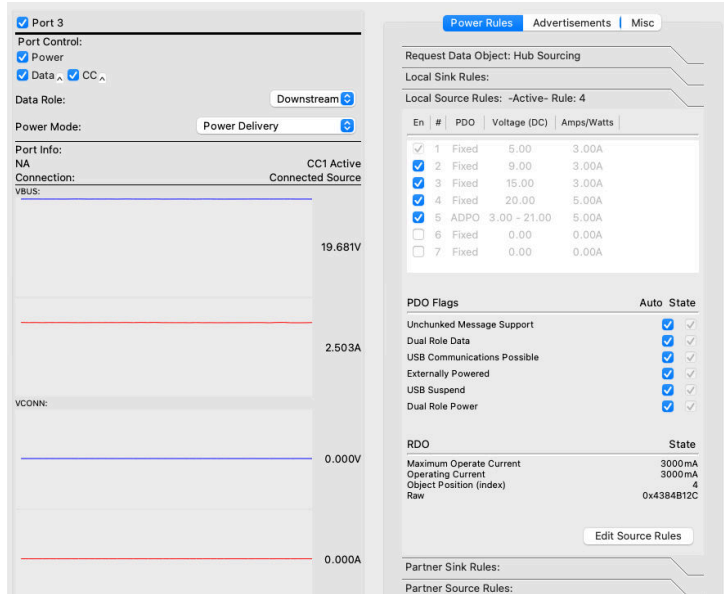 Port 3
Port Control:
Power
Data ^ CC ^
Data Role: Downstream
Power Mode: Power Delivery
Port Info:
NA CC1 Active
Connection: Connected Source
VBUS:
19.681V
2.503A
VCONN:
0.000V
0.000A
Power Rules Advertisements Misc
Request Data Object: Hub Sourcing
Local Sink Rules:
Local Source Rules: -Active- Rule: 4
En # PDO Voltage (DC) Amps/Watts
1 Fixed 5.00 3.00A
2 Fixed 9.00 3.00A
3 Fixed 15.00 3.00A
4 Fixed 20.00 5.00A
5 ADPO 3.00 - 21.00 5.00A
6 Fixed 0.00 0.00A
7 Fixed 0.00 0.00A
PDO Flags Auto State
Unchunked Message Support
Dual Role Data
USB Communications Possible
Externally Powered
USB Suspend
Dual Role Power
RDO State
Maximum Operate Current 3000mA
Operating Current 3000mA
Object Position (index) 4
Raw 0x4384B12C
Edit Source Rules
Partner Sink Rules:
Partner Source Rules: